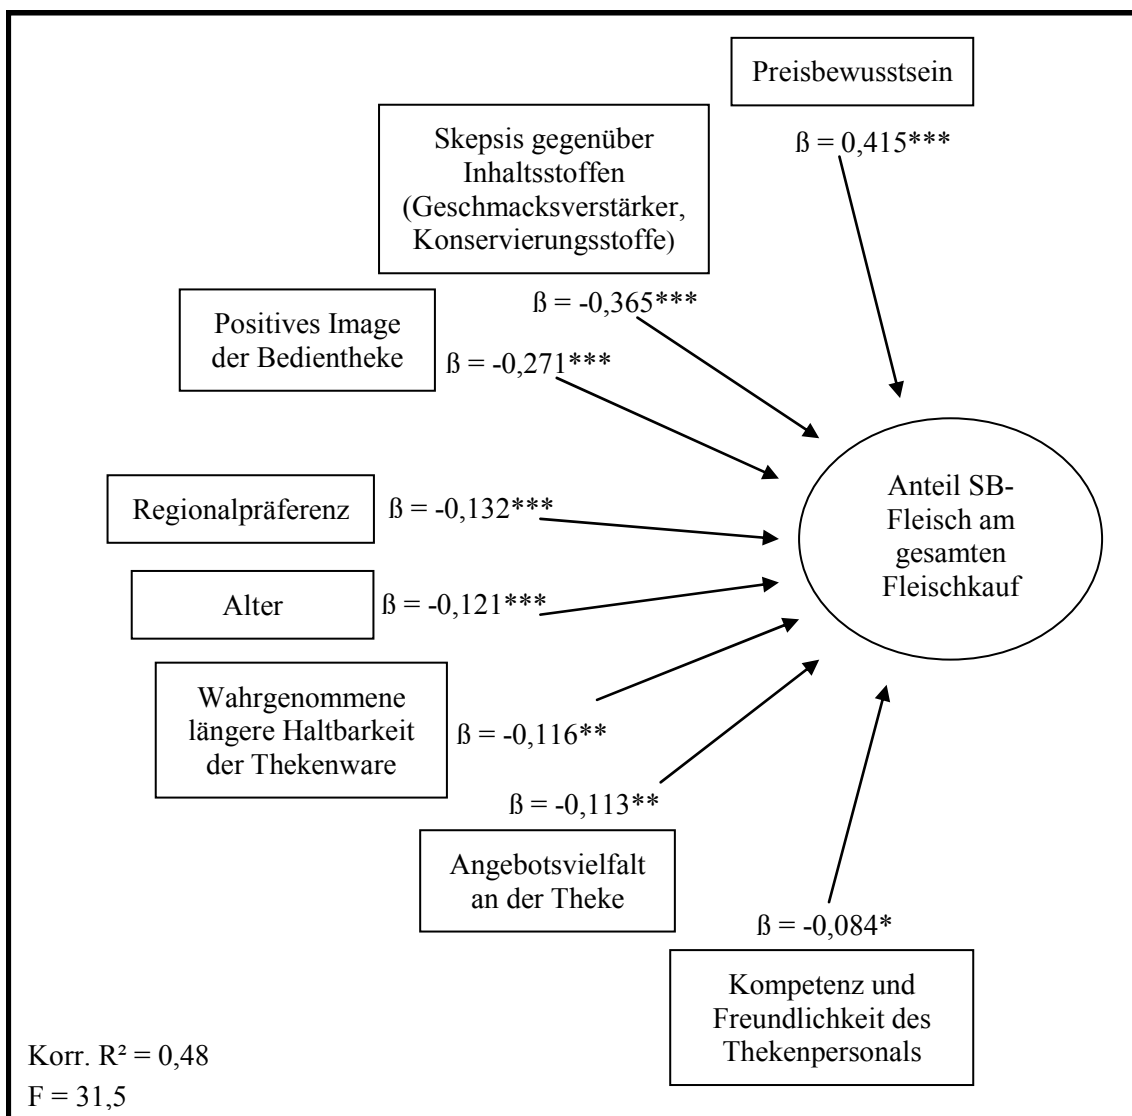 Preisbewusstsein
ß = 0,415***
Skepsis gegenüber
Inhaltsstoffen
(Geschmacksverstärker,
Konservierungsstoffe)
ß = -0,365***
Positives Image
der Bedientheke
ß = -0,271***
Regionalpräferenz
ß = -0,132***
Alter
ß = -0,121***
Wahrgenommene
längere Haltbarkeit
der Thekenware
ß = -0,116**
ß = -0,113**
Angebotsvielfalt
an der Theke
ß = -0,084*
Kompetenz und
Freundlichkeit des
Thekenpersonals
Anteil SB-
Fleisch am
gesamten
Fleischkauf
Korr. R² = 0,48
F = 31,5